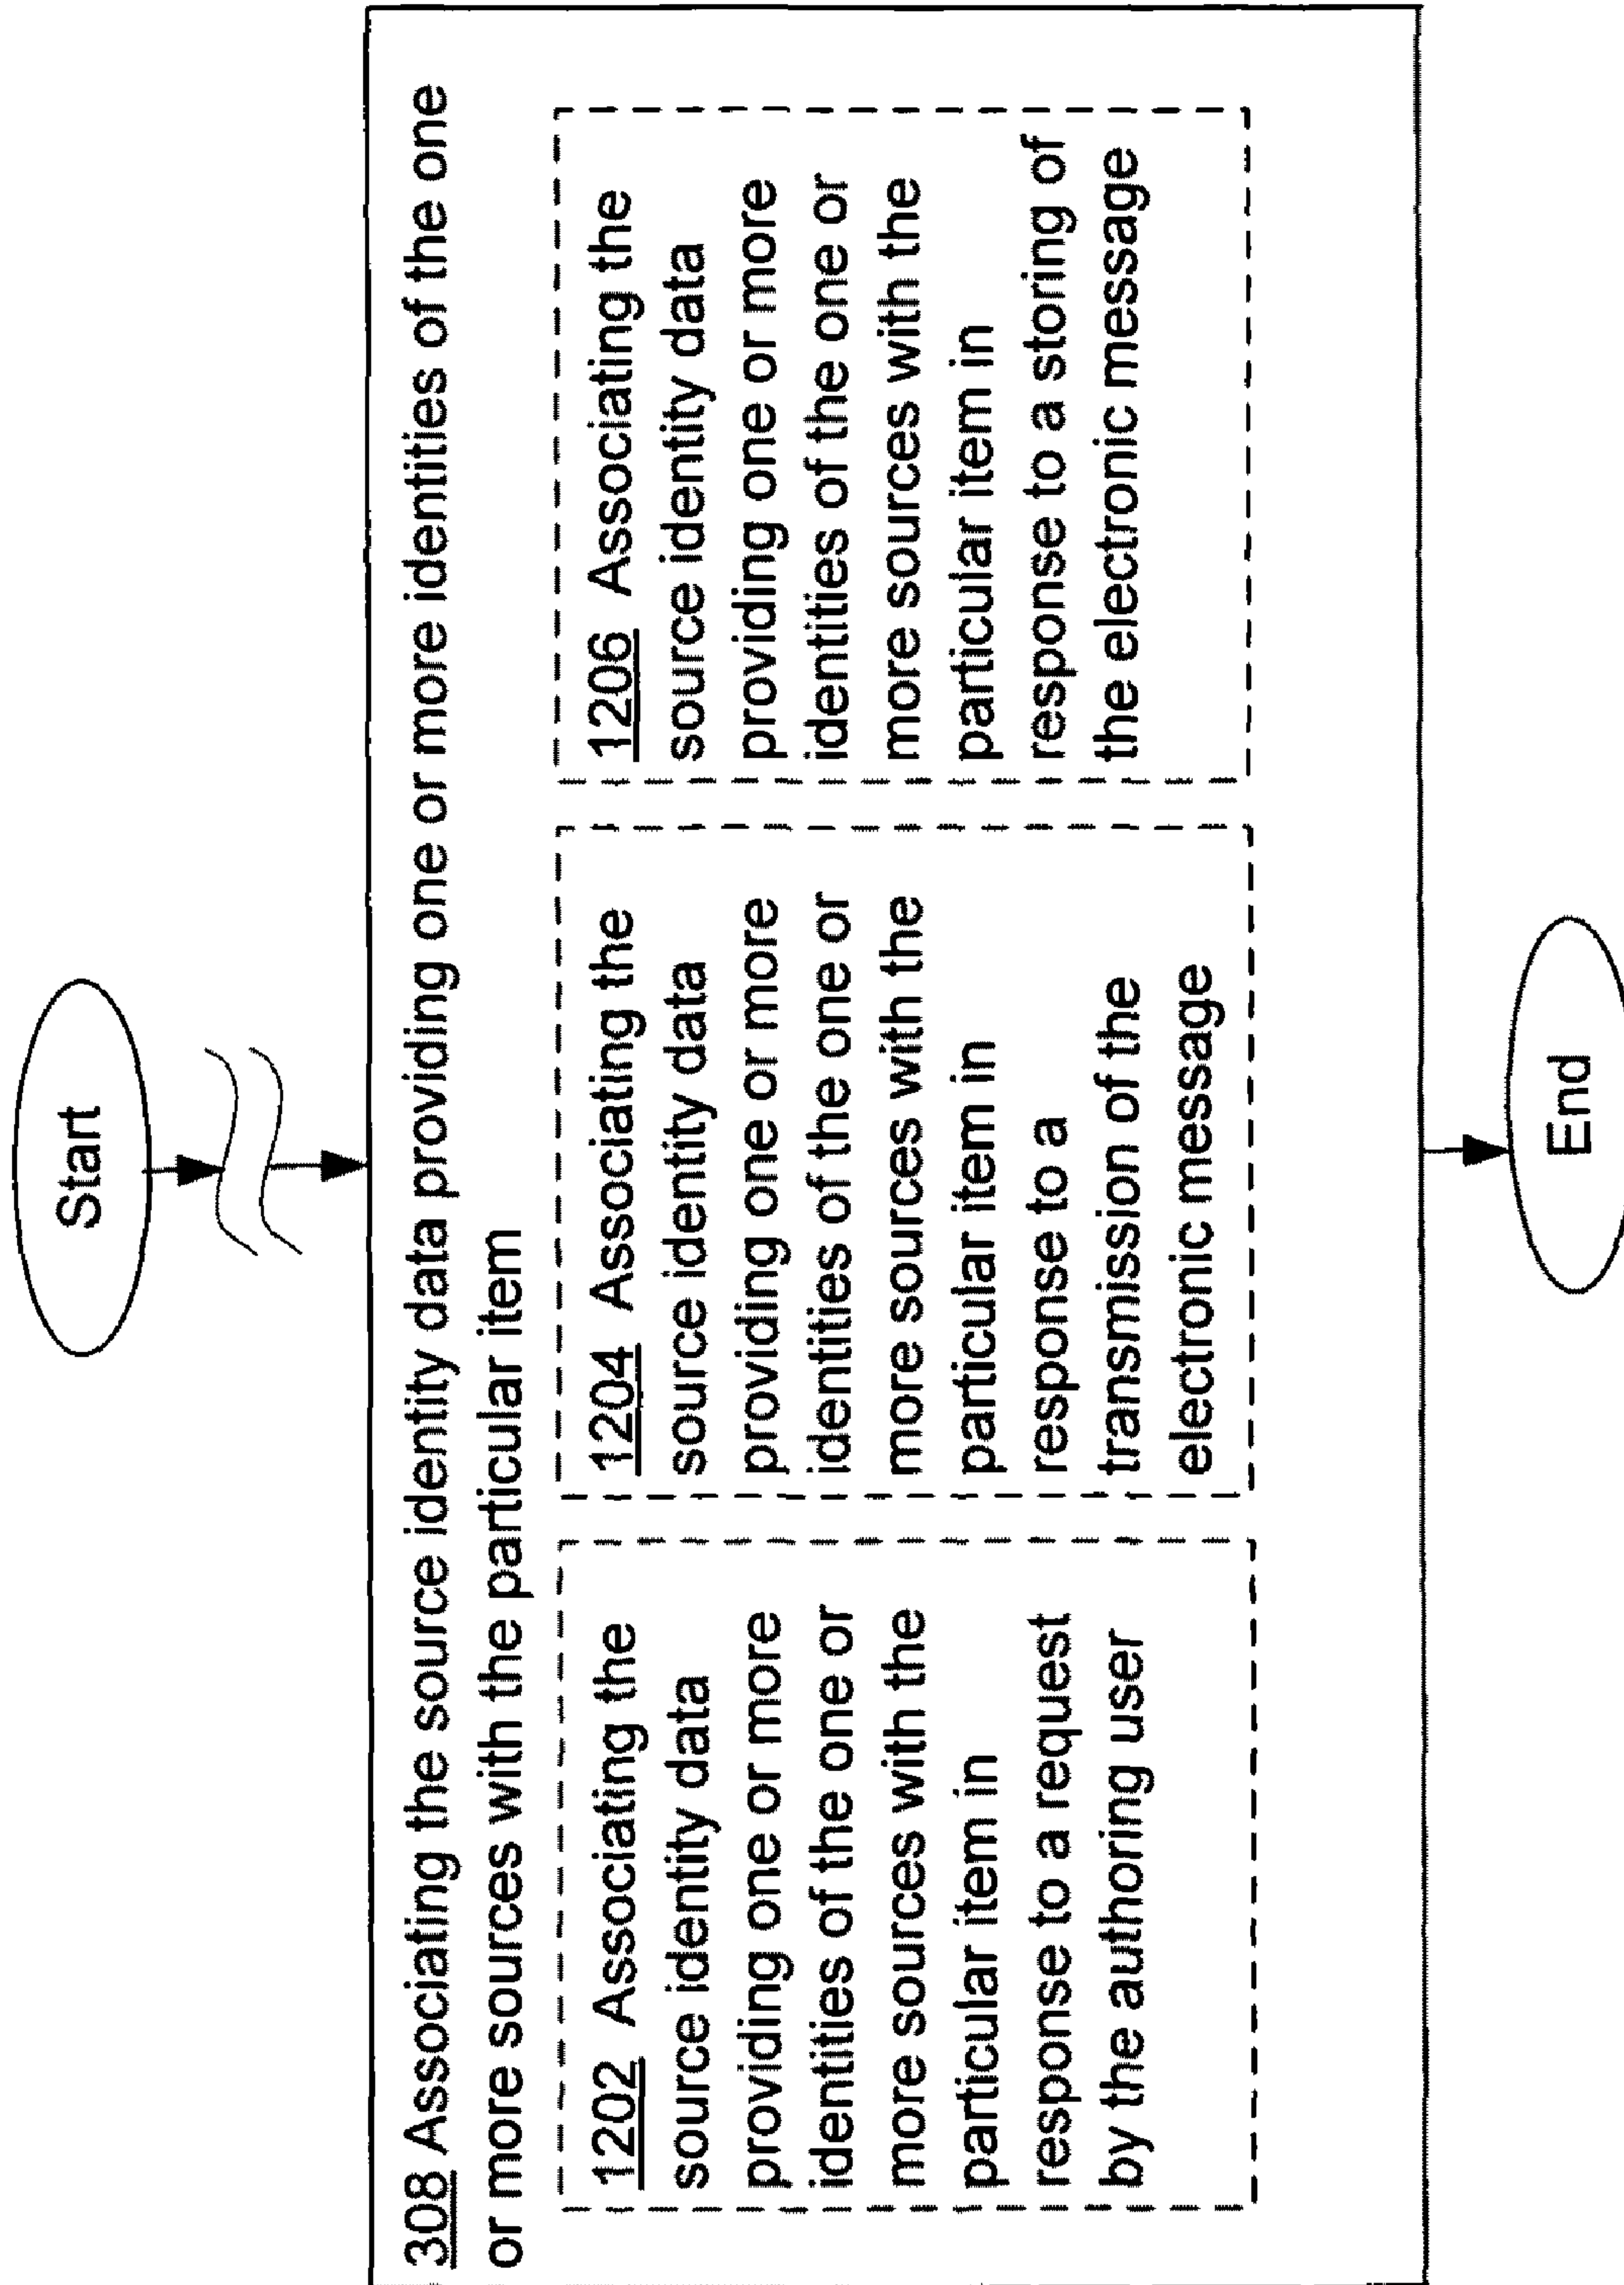 Start
308 Associating the source identity data providing one or more identities of the one
or more sources with the particular item
1202 Associating the
source identity data
providing one or more
identities of the one or
more sources with the
particular item in
response to a request
by the authoring user
1204 Associating the
source identity data
providing one or more
identities of the one or
more sources with the
particular item in
response to a
transmission of the
electronic message
1206 Associating the
source identity data
providing one or more
identities of the one or
more sources with the
particular item in
response to a storing of
the electronic message
End